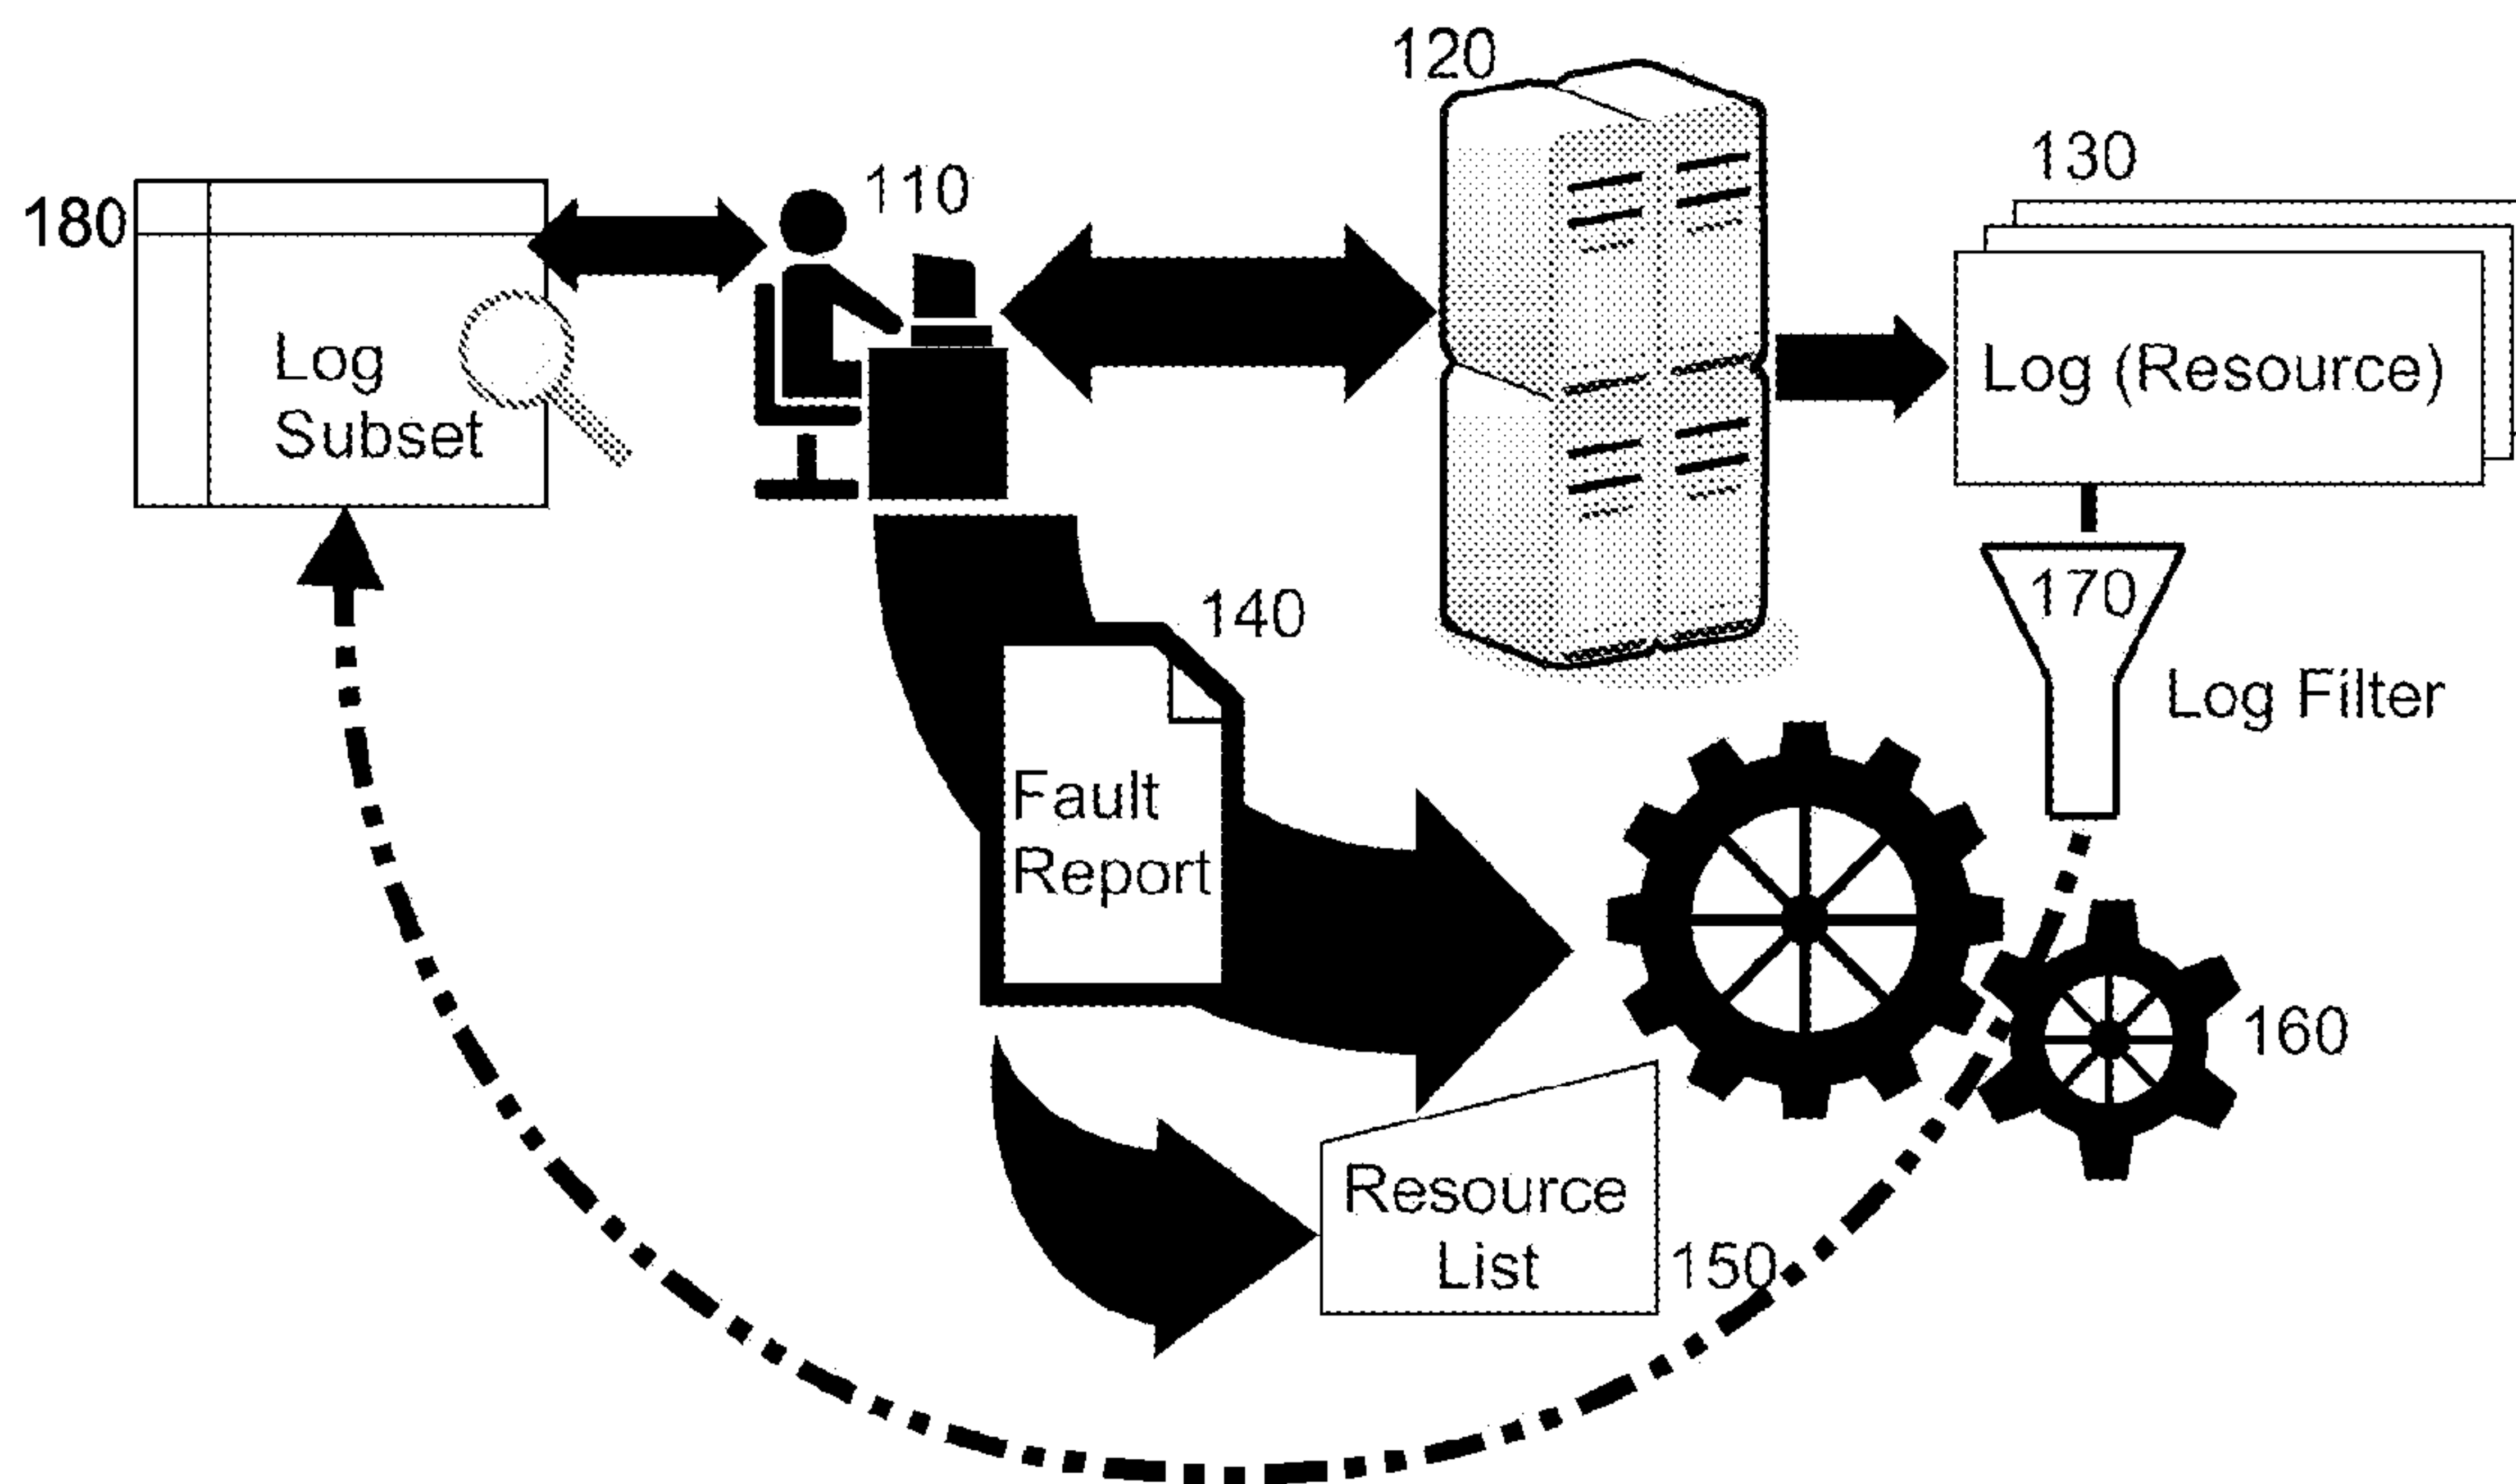 120
130
110
180
Log (Resource)
Log
Subset
170
140
Log Filter
Fault
Report
160
Resource
List
150